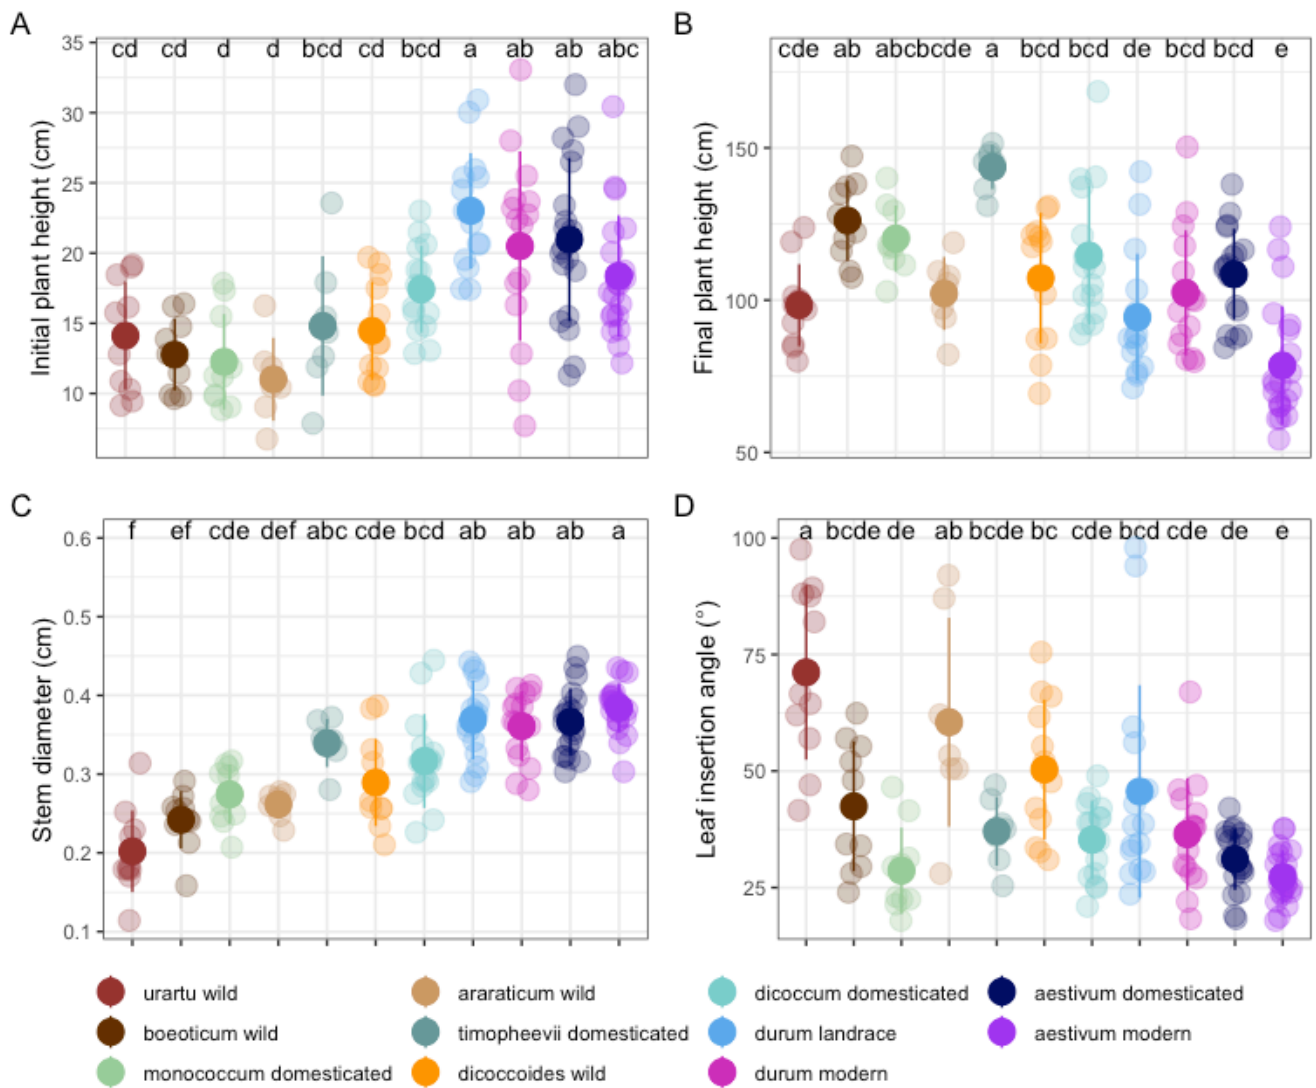 A
B
cd cd d d bcd cd bcd a ab ab abc
cde ab abcbcde a bcd bcd de bcd bcd e
35
30
25
20
15
10
Initial plant height (cm)
150
100
50
Final plant height (cm)
C
D
f ef cde def abc cde bcd ab ab ab a
a bcde de ab bcde bc cde bcd cde de e
0.6
0.5
0.4
0.3
0.2
0.1
Stem diameter (cm)
100
75
50
25
Leaf insertion angle (°)
urartu wild
araraticum wild
dicoccum domesticated
aestivum domesticated
boeoticum wild
timopheevii domesticated
durum landrace
aestivum modern
monococcum domesticated
dicoccoides wild
durum modern